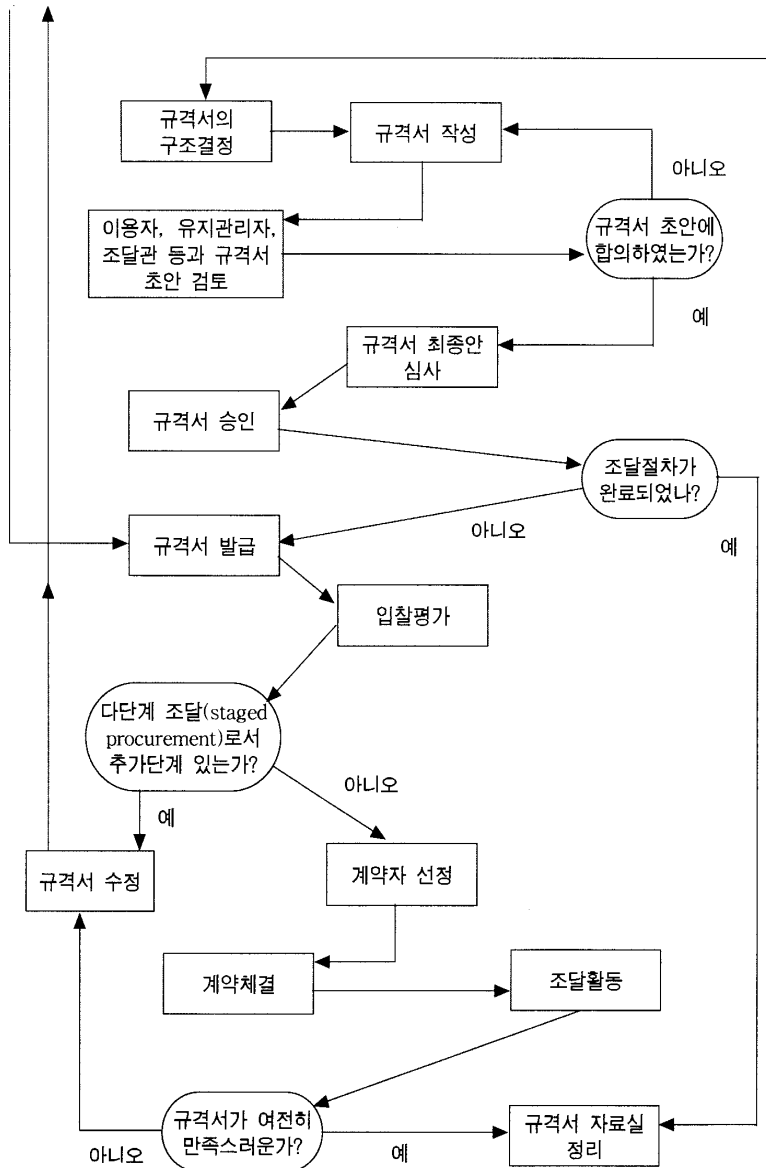 규격서의
구조결정
규격서 작성
아니오
이용자, 유지관리자,
조달관 등과 규격서
초안 검토
규격서 초안에
합의하였는가?
예
규격서 최종안
심사
규격서 승인
조달절차가
완료되었나?
아니오
예
규격서 발급
입찰평가
다단계 조달(staged
procurement)로서
추가단계 있는가?
아니오
예
규격서 수정
계약자 선정
계약체결
조달활동
규격서가 여전히
만족스러운가?
아니오
예
규격서 자료실
정리